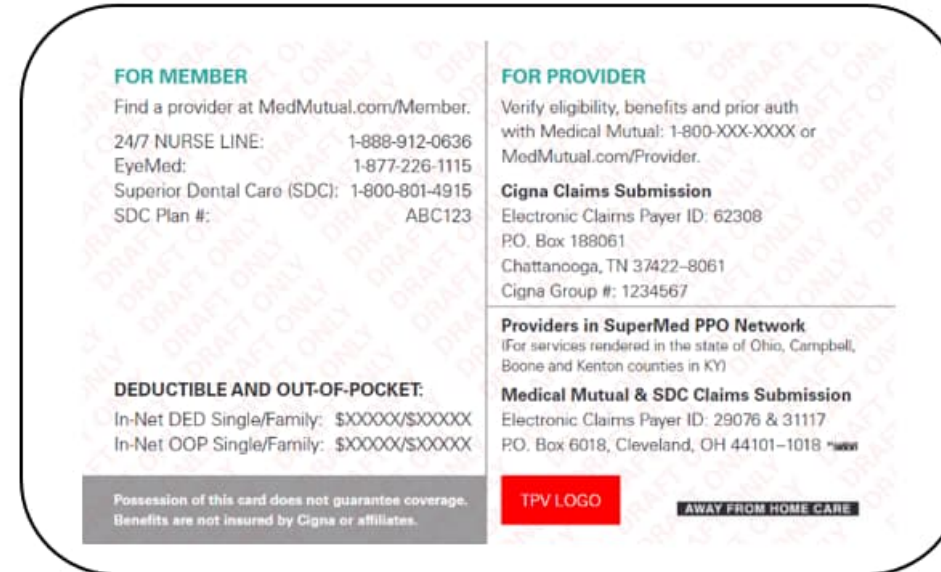 FOR MEMBER
Find a provider at MedMutual.com/Member.
24/7 NURSE LINE: 1-888-912-0636
EyeMed: 1-877-226-1115
Superior Dental Care (SDC): 1-800-801-4915
SDC Plan #: ABC123
DEDUCTIBLE AND OUT-OF-POCKET:
In-Net DED Single/Family: $XXXXX/$XXXXX
In-Net OOP Single/Family: $XXXXX/$XXXXX
Possession of this card does not guarantee coverage.
Benefits are not insured by Cigna or affiliates.
FOR PROVIDER
Verify eligibility, benefits and prior auth
with Medical Mutual: 1-800-XXX-XXXX or
MedMutual.com/Provider.
Cigna Claims Submission
Electronic Claims Payer ID: 62308
P.O. Box 188061
Chattanooga, TN 37422–8061
Cigna Group #: 1234567
Providers in SuperMed PPO Network
(For services rendered in the state of Ohio, Campbell,
Boone and Kenton counties in KY)
Medical Mutual & SDC Claims Submission
Electronic Claims Payer ID: 29076 & 31117
P.O. Box 6018, Cleveland, OH 44101–1018
TPV LOGO
AWAY FROM HOME CARE
DRAFT ONLY